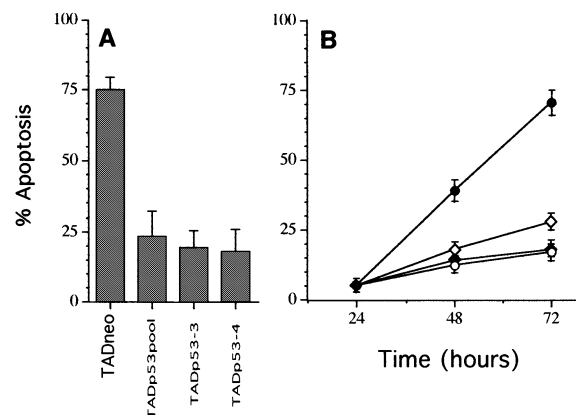 A
B
% Apoptosis
100
75
50
25
0
TADneo
TADp53pool
TADp53-3
TADp53-4
100
75
50
25
0
24
48
72
Time (hours)